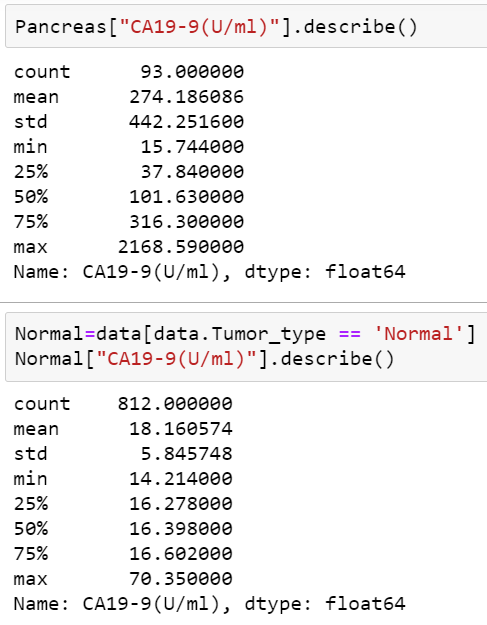 Pancreas["CA19-9(U/ml)"].describe()
count      93.000000
mean      274.186086
std       442.251600
min        15.744000
25%        37.840000
50%       101.630000
75%       316.300000
max      2168.590000
Name: CA19-9(U/ml), dtype: float64
Normal=data[data.Tumor_type == 'Normal']
Normal["CA19-9(U/ml)"].describe()
count    812.000000
mean      18.160574
std        5.845748
min       14.214000
25%       16.278000
50%       16.398000
75%       16.602000
max       70.350000
Name: CA19-9(U/ml), dtype: float64